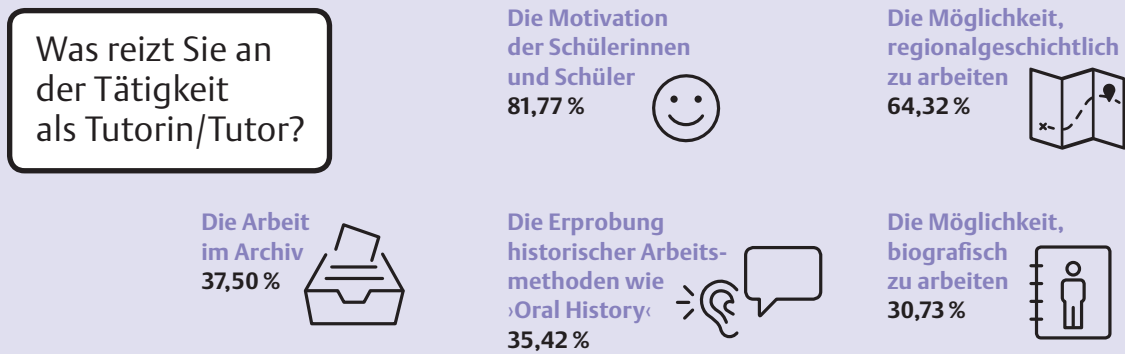 Was reizt Sie an
der Tätigkeit
als Tutorin/Tutor?
Die Motivation
der Schülerinnen
und Schüler
81,77 %
Die Möglichkeit,
regionalgeschichtlich
zu arbeiten
64,32 %
Die Arbeit
im Archiv
37,50 %
Die Erprobung
historischer Arbeits-
methoden wie
›Oral History‹
35,42 %
Die Möglichkeit,
biografisch
zu arbeiten
30,73 %